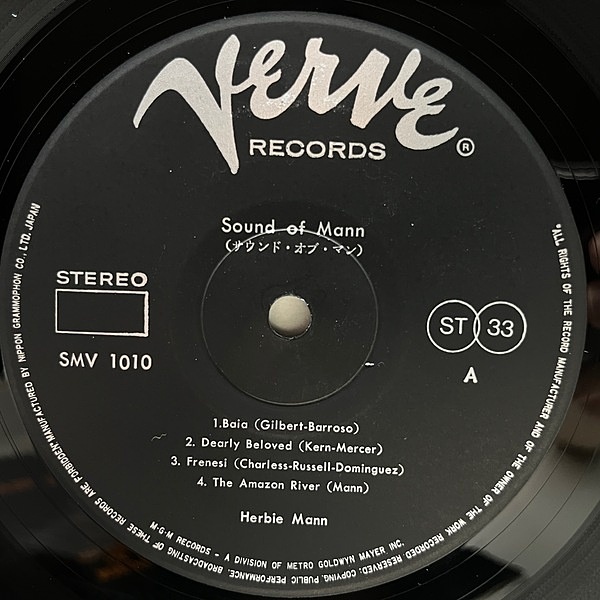 Verve
RECORDS ®
Sound of Mann
(サウンド・オブ・マン)
STEREO
SMV 1010
ST 33
A
1.Baia (Gilbert-Barroso)
2. Dearly Beloved (Kern-Mercer)
3. Frenesi (Charless-Russell-Dominguez)
4. The Amazon River (Mann)
Herbie Mann
M-G-M RECORDS – A DIVISION OF METRO GOLDWYN MAYER INC.
"ALL RIGHTS OF THE RECORD MANUFACTURER AND OF THE OWNER OF THE WORK RECORDED RESERVED. COPYING, PUBLIC PERFORMANCE, BROADCASTING OF THESE RECORDS ARE FORBIDDEN" MANUFACTURED BY NIPPON GRAMMOPHON CO., LTD. JAPAN